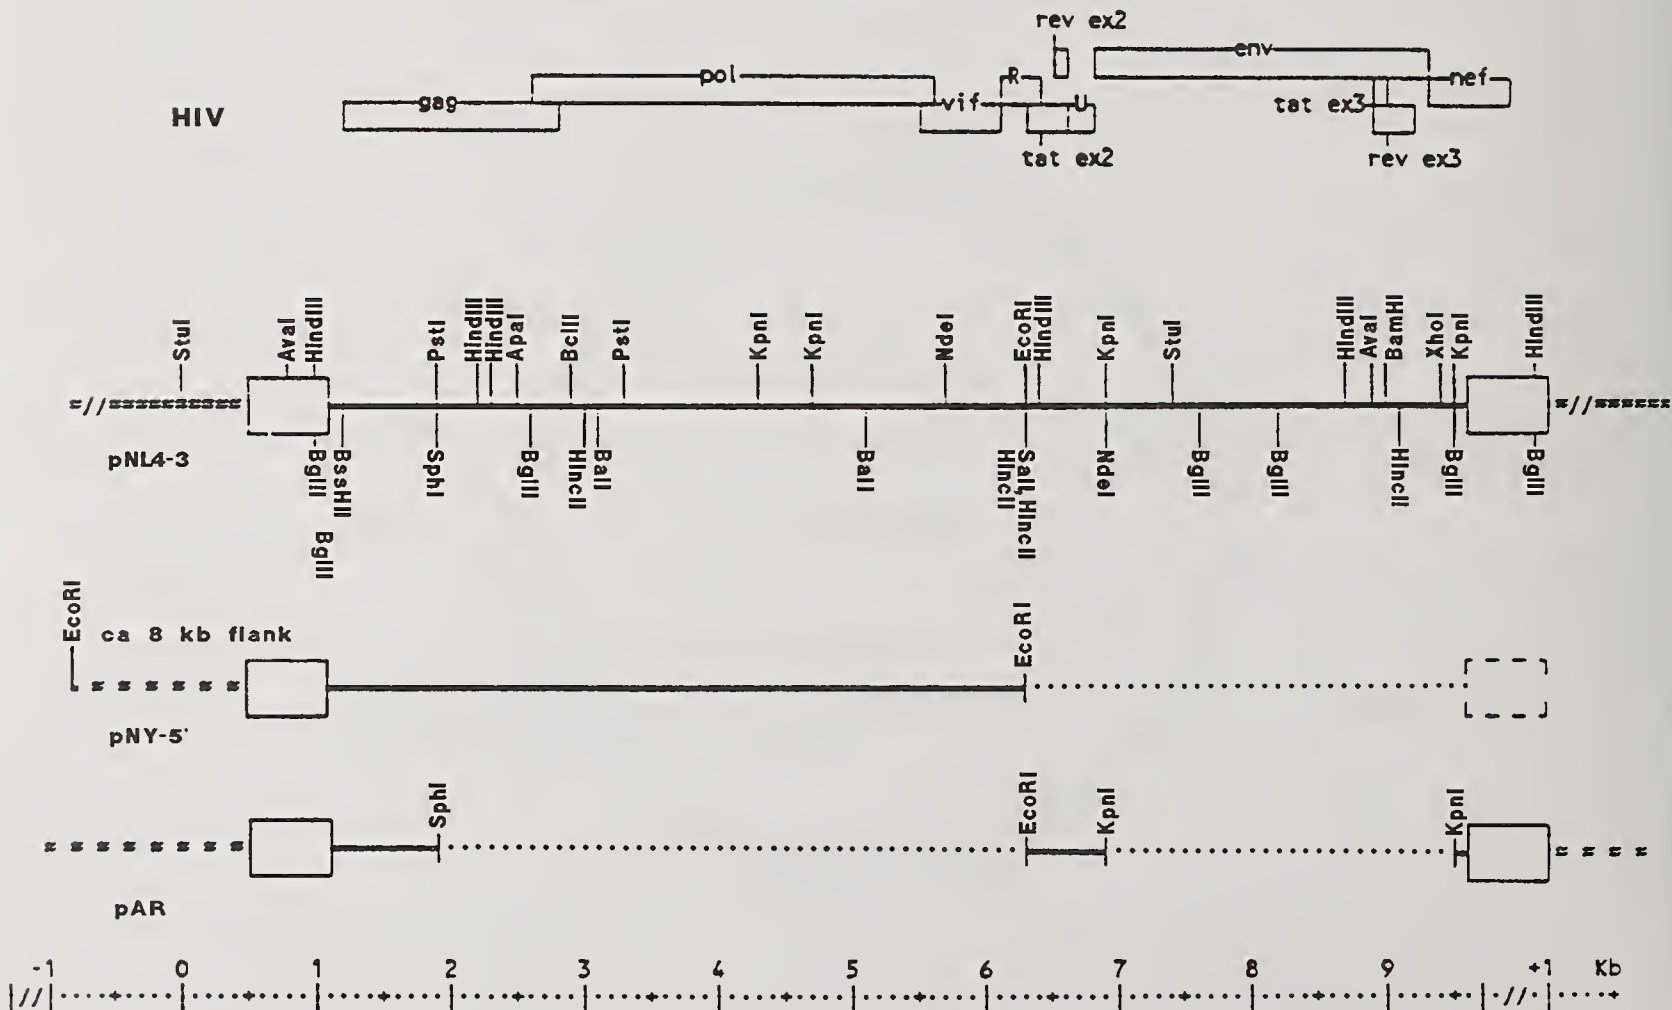 rev ex2
env
pol
R
nef
gag
vif
U
tat ex3
HIV
tat ex2
rev ex3
StuI
AvaI
HindIII
PstI
HindIII
HindIII
ApaI
BclII
PstI
KpnI
KpnI
NdeI
EcoRI
HindIII
KpnI
StuI
HindIII
AvaI
BamHI
XhoI
KpnI
HindIII
pNL4-3
BglII
BssHII
SphI
BglII
HincII
BalI
BalI
HincII
SalI, HincII
NdeI
BglII
BglII
HincII
BglI
BglII
BglII
EcoRI
ca 8 kb flank
EcoRI
pNY-5'
SphI
EcoRI
KpnI
KpnI
pAR
-1 0 1 2 3 4 5 6 7 8 9 +1 Kb